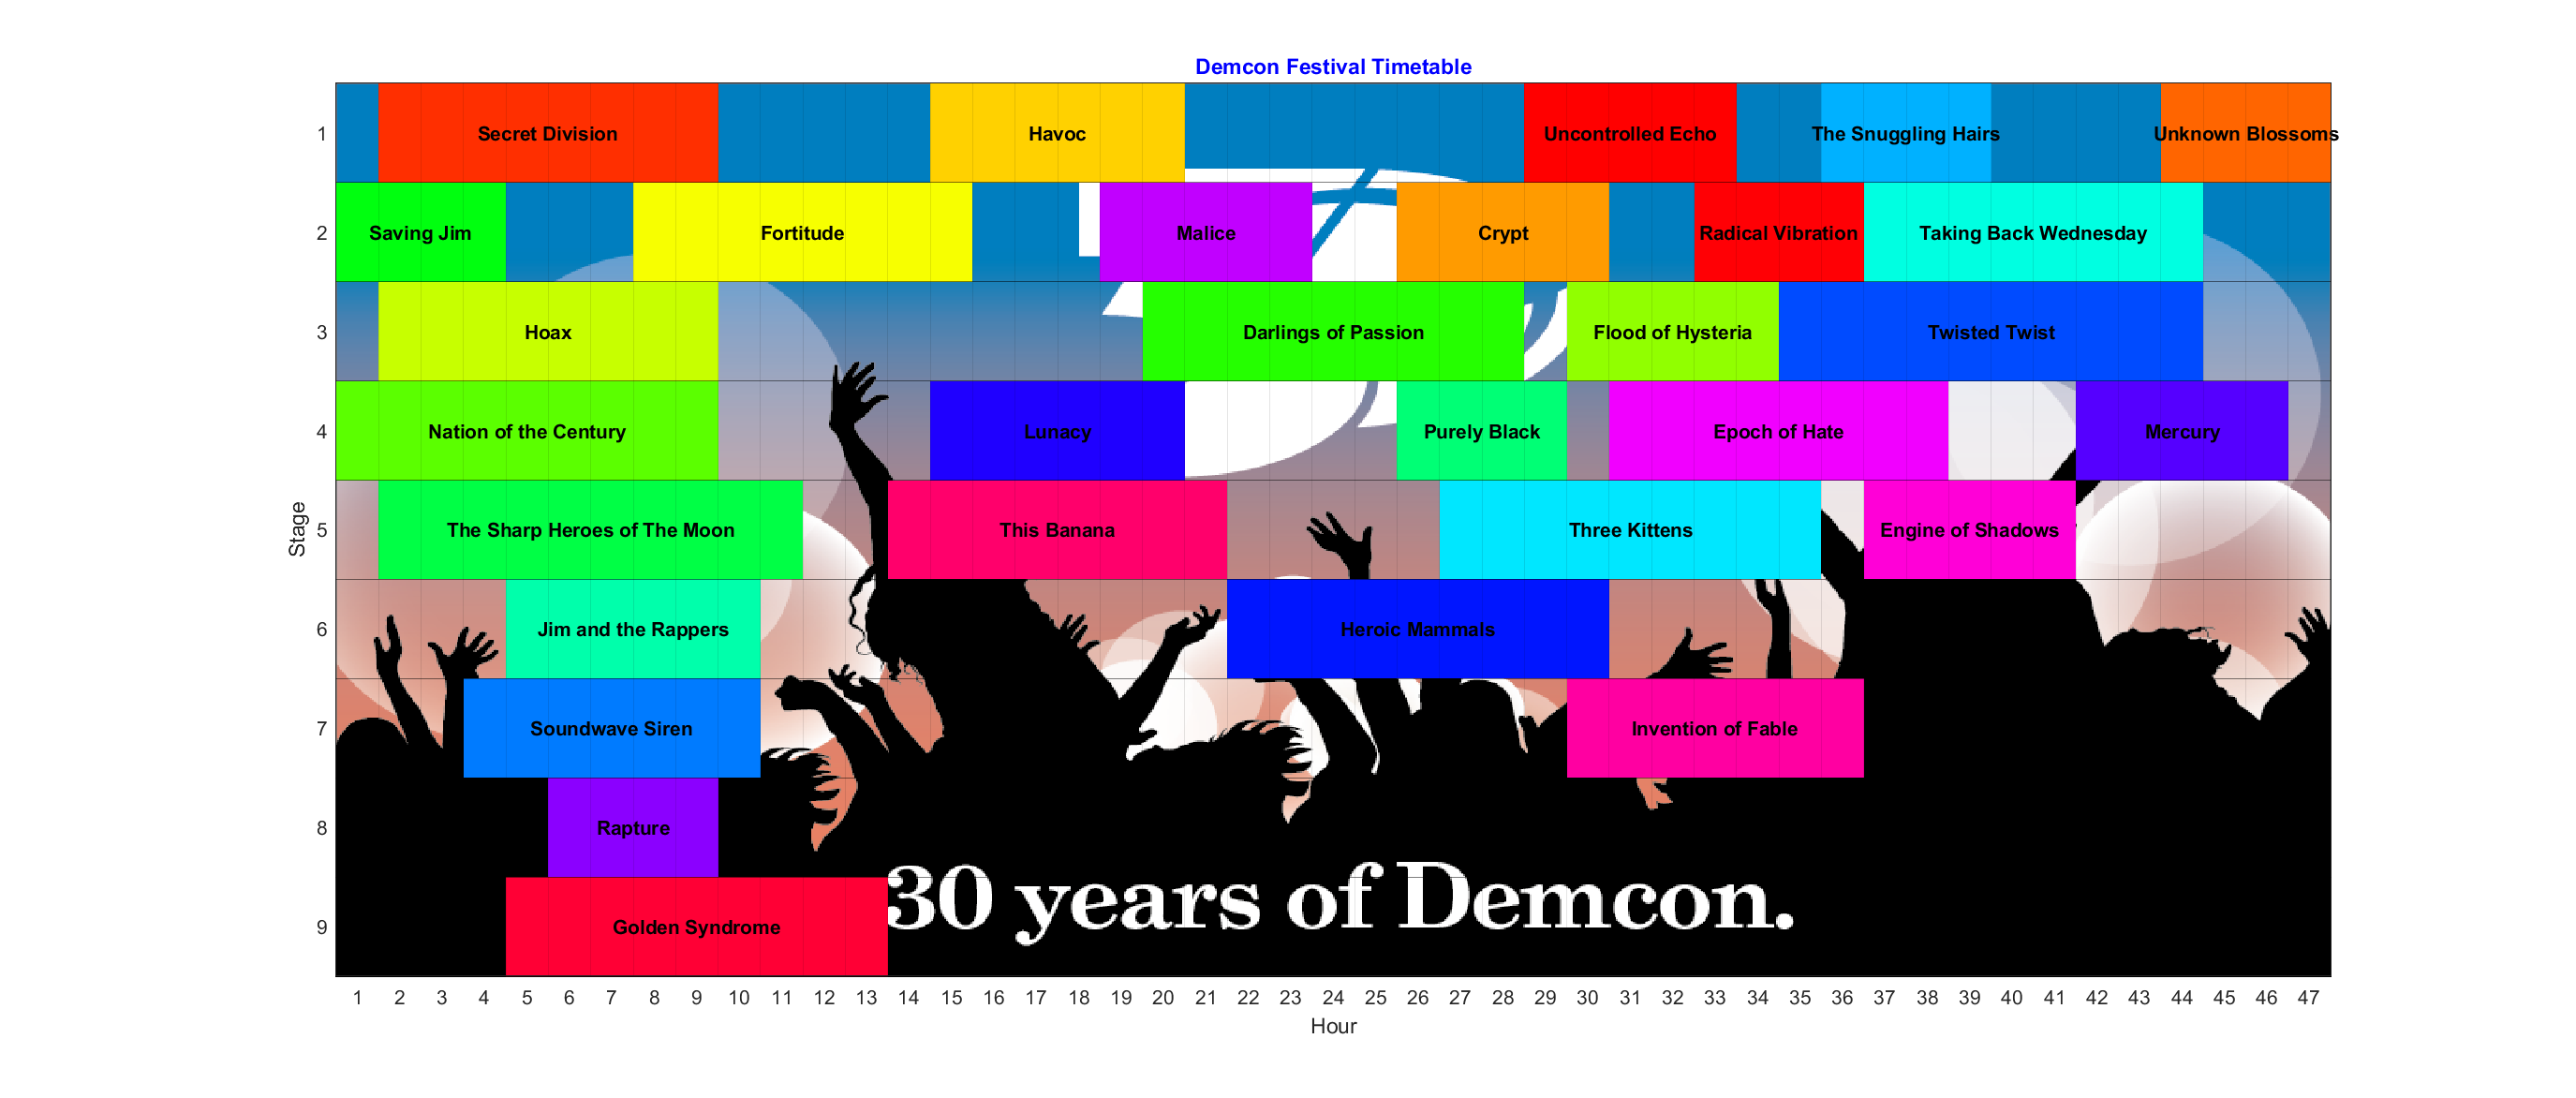 Demcon Festival Timetable
1 Secret Division Havoc Uncontrolled Echo The Snuggling Hairs Unknown Blossoms
2 Saving Jim Fortitude Malice Crypt Radical Vibration Taking Back Wednesday
3 Hoax Darlings of Passion Flood of Hysteria Twisted Twist
4 Nation of the Century Lunacy Purely Black Epoch of Hate Mercury
Stage
5 The Sharp Heroes of The Moon This Banana Three Kittens Engine of Shadows
6 Jim and the Rappers Heroic Mammals
7 Soundwave Siren Invention of Fable
8 Rapture
30 years of Demcon.
9 Golden Syndrome
1 2 3 4 5 6 7 8 9 10 11 12 13 14 15 16 17 18 19 20 21 22 23 24 25 26 27 28 29 30 31 32 33 34 35 36 37 38 39 40 41 42 43 44 45 46 47
Hour